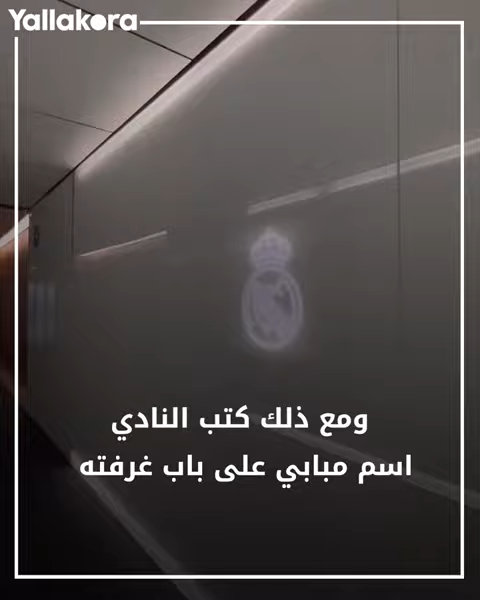 Yallakora
ومع ذلك كتب النادي
اسم مبابي على باب غرفته